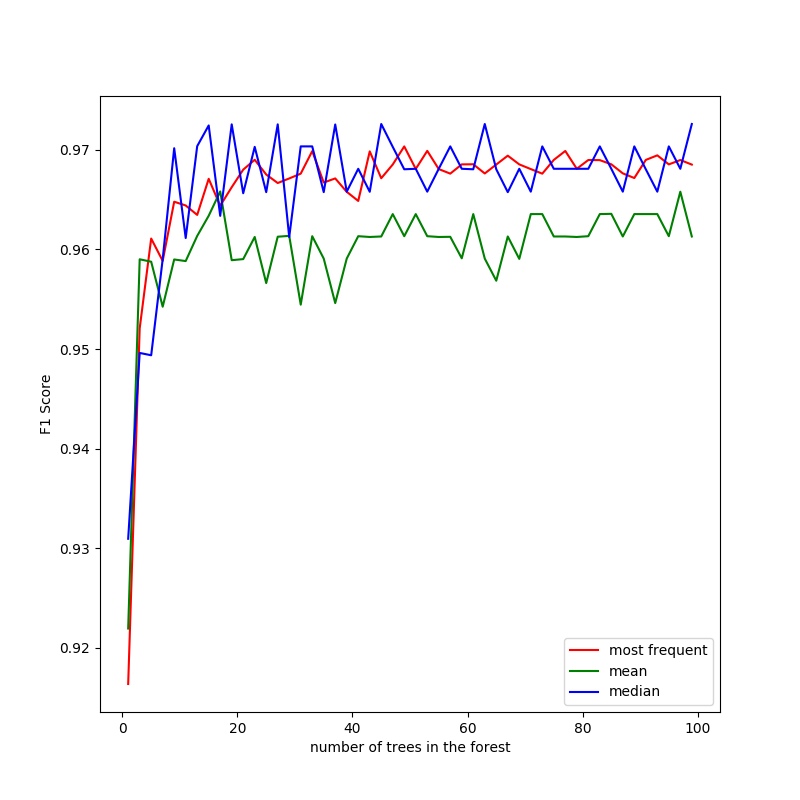 0.97
0.96
0.95
0.94
0.93
0.92
F1 Score
0 20 40 60 80 100
number of trees in the forest
most frequent
mean
median